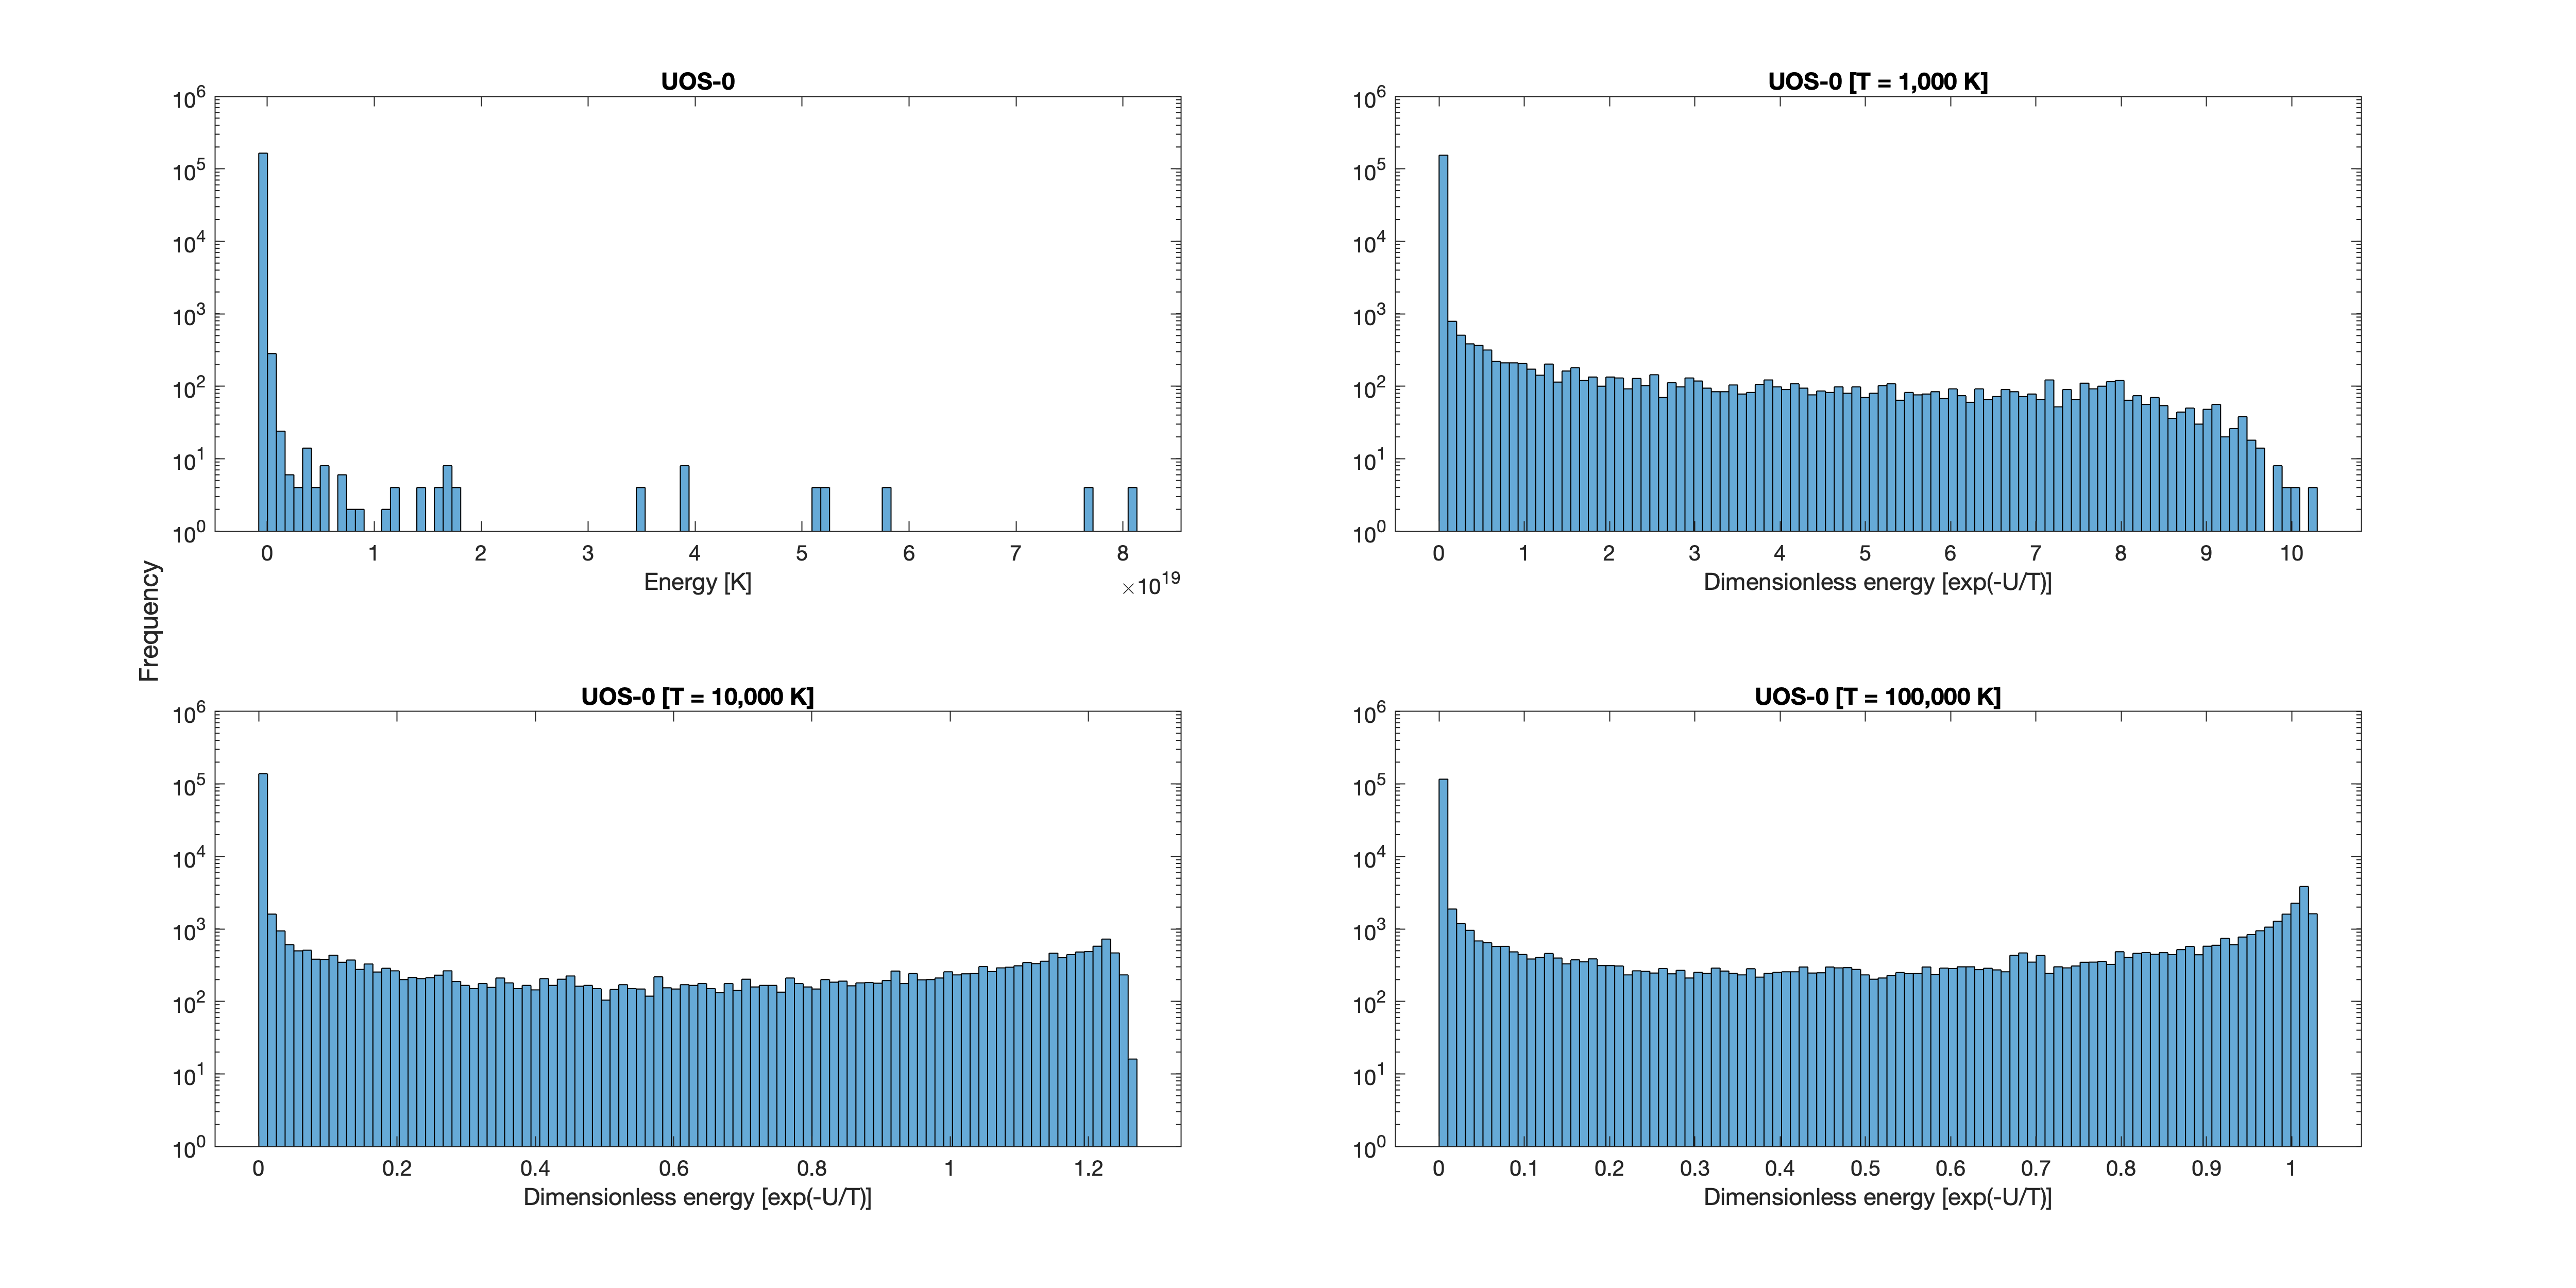 UOS-0
10^6
10^5
10^4
10^3
10^2
10^1
10^0
0 1 2 3 4 5 6 7 8
×10^19
Energy [K]
UOS-0 [T = 1,000 K]
10^6
10^5
10^4
10^3
10^2
10^1
10^0
0 1 2 3 4 5 6 7 8 9 10
Dimensionless energy [exp(-U/T)]
Frequency
UOS-0 [T = 10,000 K]
10^6
10^5
10^4
10^3
10^2
10^1
10^0
0 0.2 0.4 0.6 0.8 1 1.2
Dimensionless energy [exp(-U/T)]
UOS-0 [T = 100,000 K]
10^6
10^5
10^4
10^3
10^2
10^1
10^0
0 0.1 0.2 0.3 0.4 0.5 0.6 0.7 0.8 0.9 1
Dimensionless energy [exp(-U/T)]